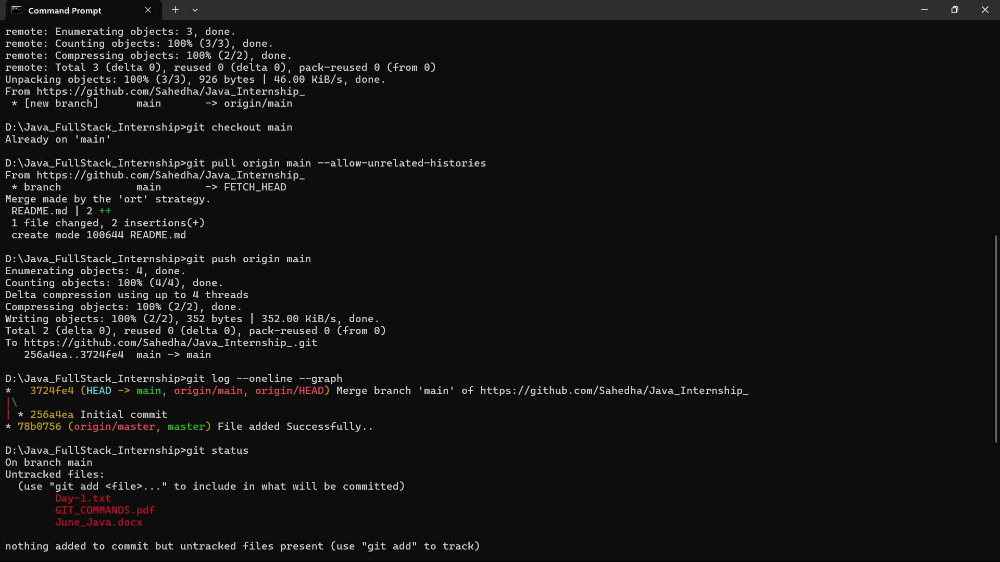 Command Prompt
remote: Enumerating objects: 3, done.
remote: Counting objects: 100% (3/3), done.
remote: Compressing objects: 100% (2/2), done.
remote: Total 3 (delta 0), reused 0 (delta 0), pack-reused 0 (from 0)
Unpacking objects: 100% (3/3), 926 bytes | 46.00 KiB/s, done.
From https://github.com/Sahedha/Java_Internship_
 * [new branch]      main       -> origin/main
D:\Java_FullStack_Internship>git checkout main
Already on 'main'
D:\Java_FullStack_Internship>git pull origin main --allow-unrelated-histories
From https://github.com/Sahedha/Java_Internship_
 * branch            main       -> FETCH_HEAD
Merge made by the 'ort' strategy.
 README.md | 2 ++
 1 file changed, 2 insertions(+)
 create mode 100644 README.md
D:\Java_FullStack_Internship>git push origin main
Enumerating objects: 4, done.
Counting objects: 100% (4/4), done.
Delta compression using up to 4 threads
Compressing objects: 100% (2/2), done.
Writing objects: 100% (2/2), 352 bytes | 352.00 KiB/s, done.
Total 2 (delta 0), reused 0 (delta 0), pack-reused 0 (from 0)
To https://github.com/Sahedha/Java_Internship_.git
   256a4ea..3724fe4  main -> main
D:\Java_FullStack_Internship>git log --oneline --graph
*   3724fe4 (HEAD -> main, origin/main, origin/HEAD) Merge branch 'main' of https://github.com/Sahedha/Java_Internship_
|\
| * 256a4ea Initial commit
* 78b0756 (origin/master, master) File added Successfully..
D:\Java_FullStack_Internship>git status
On branch main
Untracked files:
  (use "git add <file>..." to include in what will be committed)
        Day-1.txt
        GIT_COMMANDS.pdf
        June_Java.docx
nothing added to commit but untracked files present (use "git add" to track)